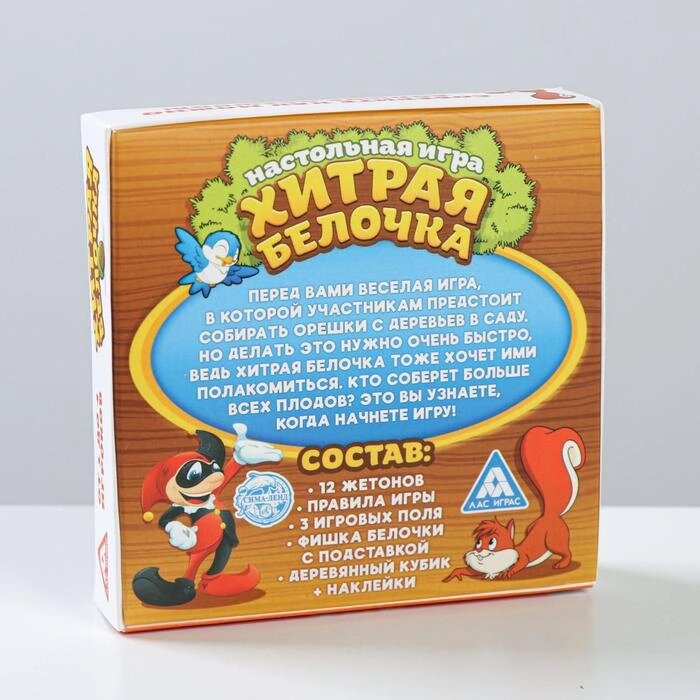 НАСТОЛЬНАЯ ИГРА
ХИТРАЯ
БЕЛОЧКА
ПЕРЕД ВАМИ ВЕСЕЛАЯ ИГРА,
В КОТОРОЙ УЧАСТНИКАМ ПРЕДСТОИТ
СОБИРАТЬ ОРЕШКИ С ДЕРЕВЬЕВ В САДУ.
НО ДЕЛАТЬ ЭТО НУЖНО ОЧЕНЬ БЫСТРО,
ВЕДЬ ХИТРАЯ БЕЛОЧКА ТОЖЕ ХОЧЕТ ИМИ
ПОЛАКОМИТЬСЯ. КТО СОБЕРЕТ БОЛЬШЕ
ВСЕХ ПЛОДОВ? ЭТО ВЫ УЗНАЕТЕ,
КОГДА НАЧНЕТЕ ИГРУ!
СОСТАВ:
• 12 ЖЕТОНОВ
• ПРАВИЛА ИГРЫ
• 3 ИГРОВЫХ ПОЛЯ
• ФИШКА БЕЛОЧКИ
С ПОДСТАВКОЙ
• ДЕРЕВЯННЫЙ КУБИК
+ НАКЛЕЙКИ
СИМА-ЛЕНД
ЛАС ИГРАС